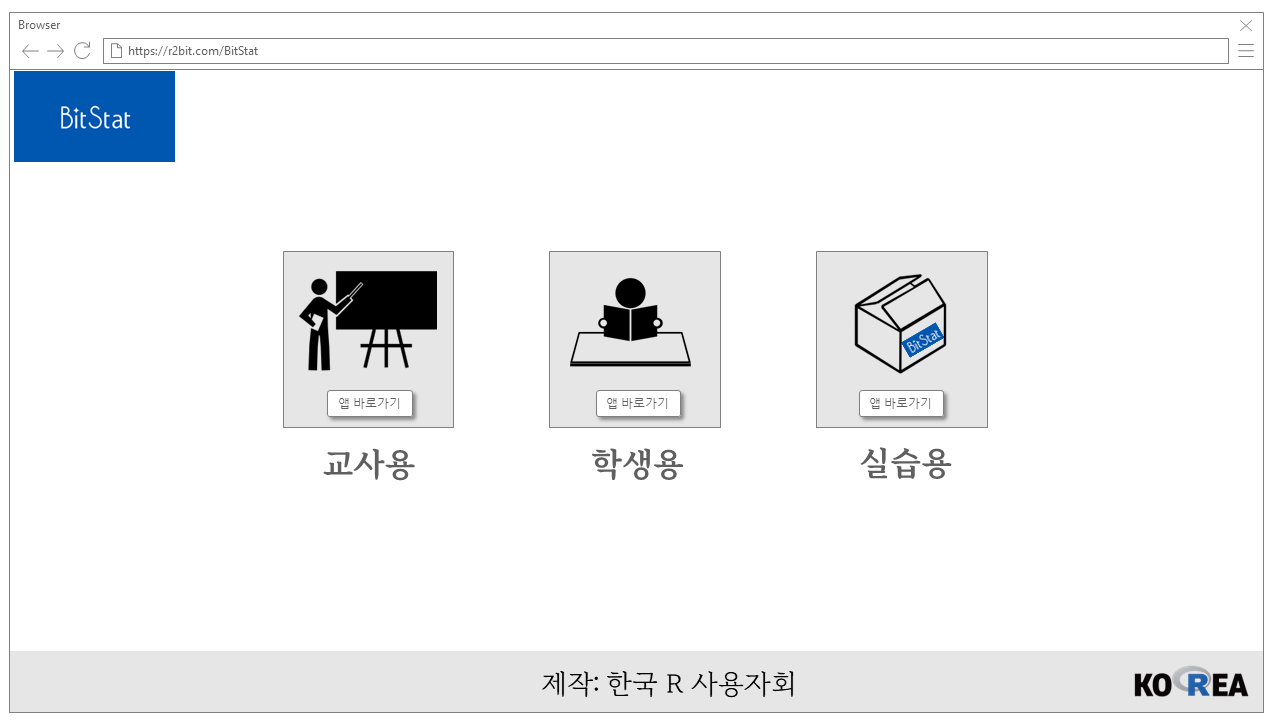 Browser
https://r2bit.com/BitStat
BitStat
BitStat
앱 바로가기
앱 바로가기
앱 바로가기
교사용
학생용
실습용
제작: 한국 R 사용자회
KOREA